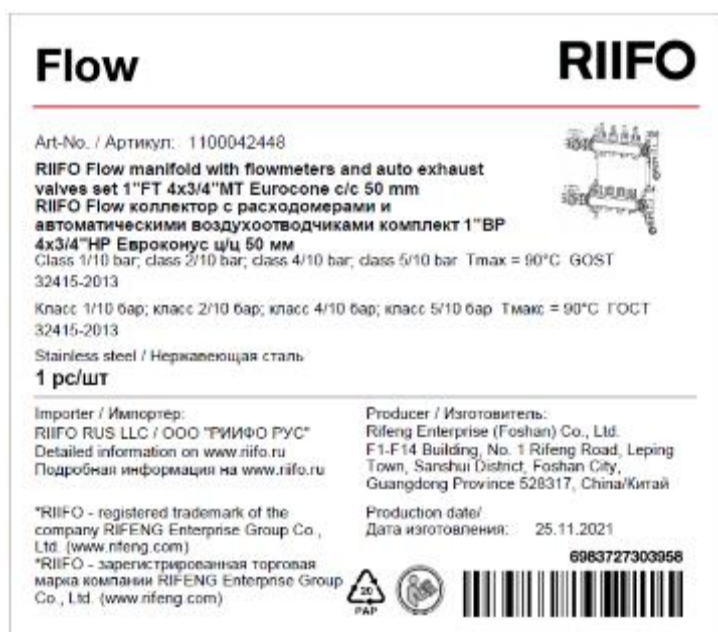 Flow
RIIFO
Art-No. / Артикул: 1100042448
RIIFO Flow manifold with flowmeters and auto exhaust
valves set 1"FT 4x3/4"MT Eurocone c/c 50 mm
RIIFO Flow коллектор с расходомерами и
автоматическими воздухоотводчиками комплект 1"ВР
4x3/4"НР Евроконус ц/ц 50 мм
Class 1/10 bar; class 2/10 bar; class 4/10 bar; class 5/10 bar Tmax = 90°C GOST
32415-2013
Класс 1/10 бар; класс 2/10 бар; класс 4/10 бар; класс 5/10 бар Тмакс = 90°C ГОСТ
32415-2013
Stainless steel / Нержавеющая сталь
1 pc/шт
Importer / Импортёр:
RIIFO RUS LLC / ООО "РИИФО РУС"
Detailed information on www.riifo.ru
Подробная информация на www.riifo.ru
*RIIFO - registered trademark of the
company RIFENG Enterprise Group Co.,
Ltd. (www.rifeng.com)
*RIIFO - зарегистрированная торговая
марка компании RIFENG Enterprise Group
Co., Ltd. (www.rifeng.com)
Producer / Изготовитель:
Rifeng Enterprise (Foshan) Co., Ltd.
F1-F14 Building, No. 1 Rifeng Road, Leping
Town, Sanshui District, Foshan City,
Guangdong Province 528317, China/Китай
Production date/
Дата изготовления: 25.11.2021
6983727303958
20
PAP